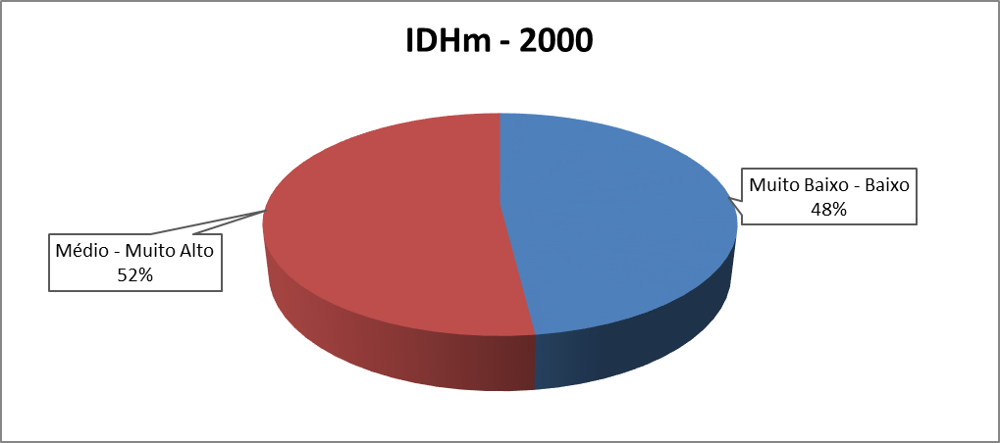 IDHm - 2000
Muito Baixo - Baixo
48%
Médio - Muito Alto
52%